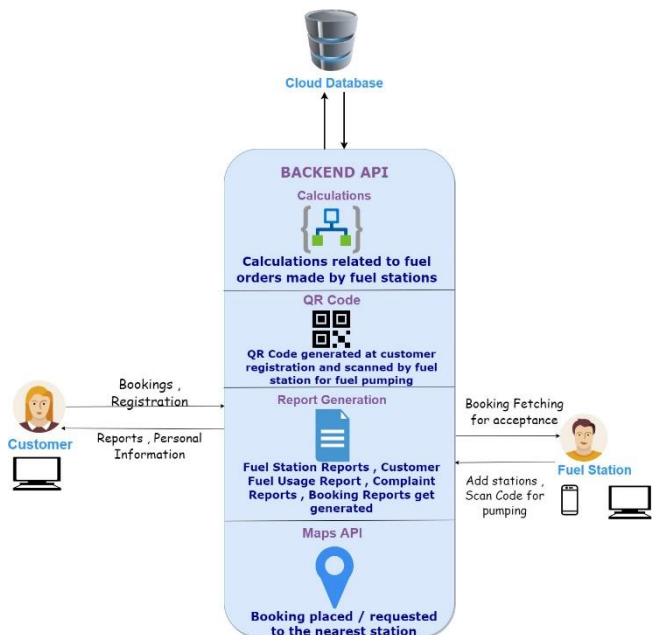 Cloud Database
BACKEND API
Calculations
Calculations related to fuel
orders made by fuel stations
QR Code
QR Code generated at customer
registration and scanned by fuel
station for fuel pumping
Bookings ,
Registration
Customer
Reports , Personal
Information
Report Generation
Fuel Station Reports , Customer
Fuel Usage Report , Complaint
Reports , Booking Reports get
generated
Booking Fetching
for acceptance
Fuel Station
Add stations ,
Scan Code for
pumping
Maps API
Booking placed / requested
to the nearest station